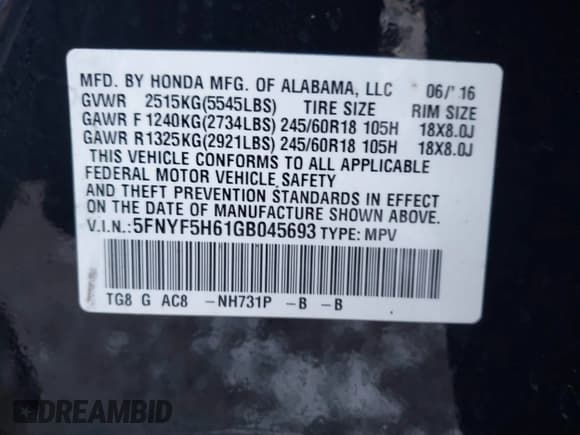 MFD. BY HONDA MFG. OF ALABAMA, LLC 06/'16
GVWR 2515KG(5545LBS) TIRE SIZE RIM SIZE
GAWR F 1240KG(2734LBS) 245/60R18 105H 18X8.0J
GAWR R1325KG(2921LBS) 245/60R18 105H 18X8.0J
THIS VEHICLE CONFORMS TO ALL APPLICABLE
FEDERAL MOTOR VEHICLE SAFETY
AND THEFT PREVENTION STANDARDS IN EFFECT
ON THE DATE OF MANUFACTURE SHOWN ABOVE.
V.I.N.: 5FNYF5H61GB045693 TYPE: MPV
TG8 G AC8 -NH731P -B -B
DREAMBID